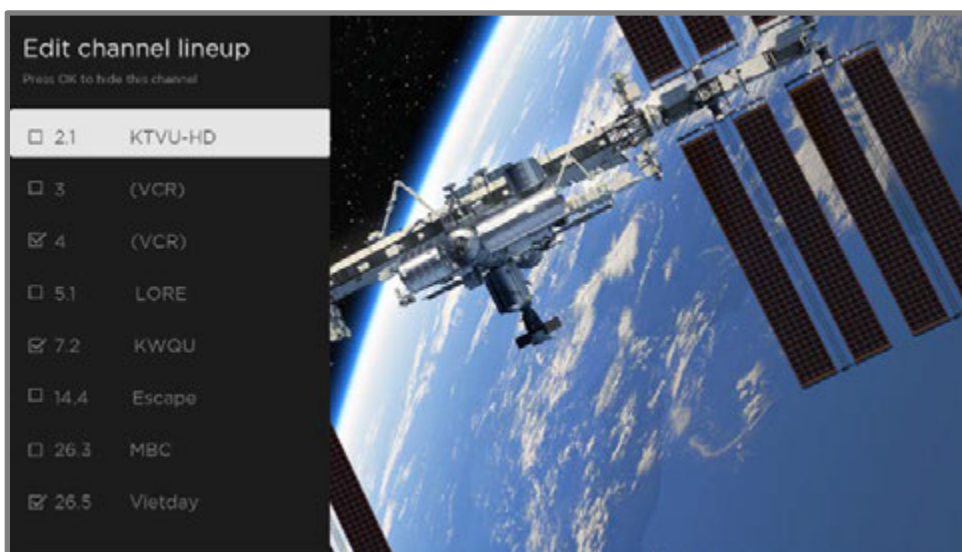 Edit channel lineup
Press OK to hide this channel
2.1 KTVU-HD
3 (VCR)
4 (VCR)
5.1 LORE
7.2 KWQU
14.4 Escape
26.3 MBC
26.5 Vietday